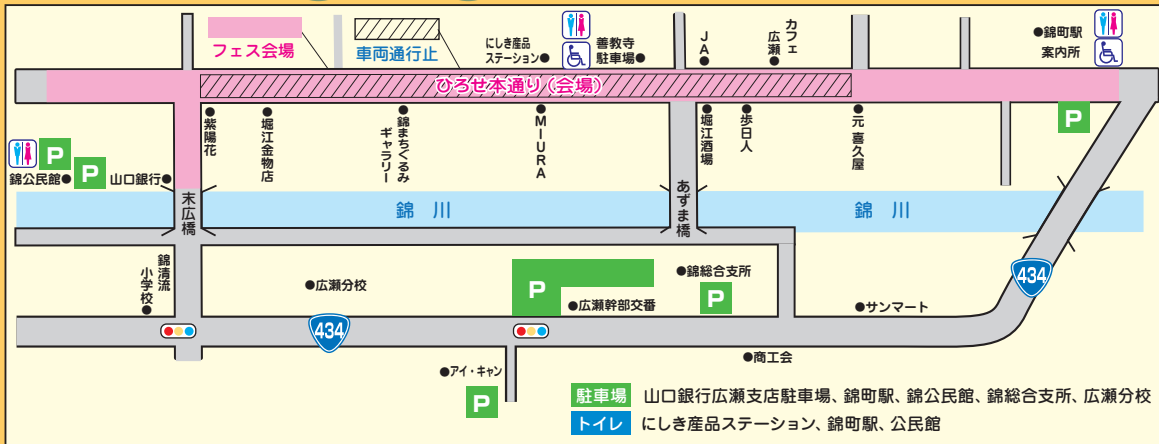 フェス会場
車両通行止
にしき産品
ステーション●
善教寺
駐車場●
JA●
カフェ
広瀬●
●錦町駅
案内所
ひろせ本通り(会場)
●紫陽花
●堀江金物店
●錦まちくるみ
ギャラリー
●MIURA
●堀江酒場
●歩日人
●元 喜久屋
P
P
P
錦公民館●
山口銀行●
末広橋
錦 川
あずま橋
錦 川
錦清流
小学校●
●広瀬分校
P
●広瀬幹部交番
●錦総合支所
P
●サンマート
434
434
●商工会
●アイ・キャン
P
駐車場 山口銀行広瀬支店駐車場、錦町駅、錦公民館、錦総合支所、広瀬分校
トイレ にしき産品ステーション、錦町駅、公民館